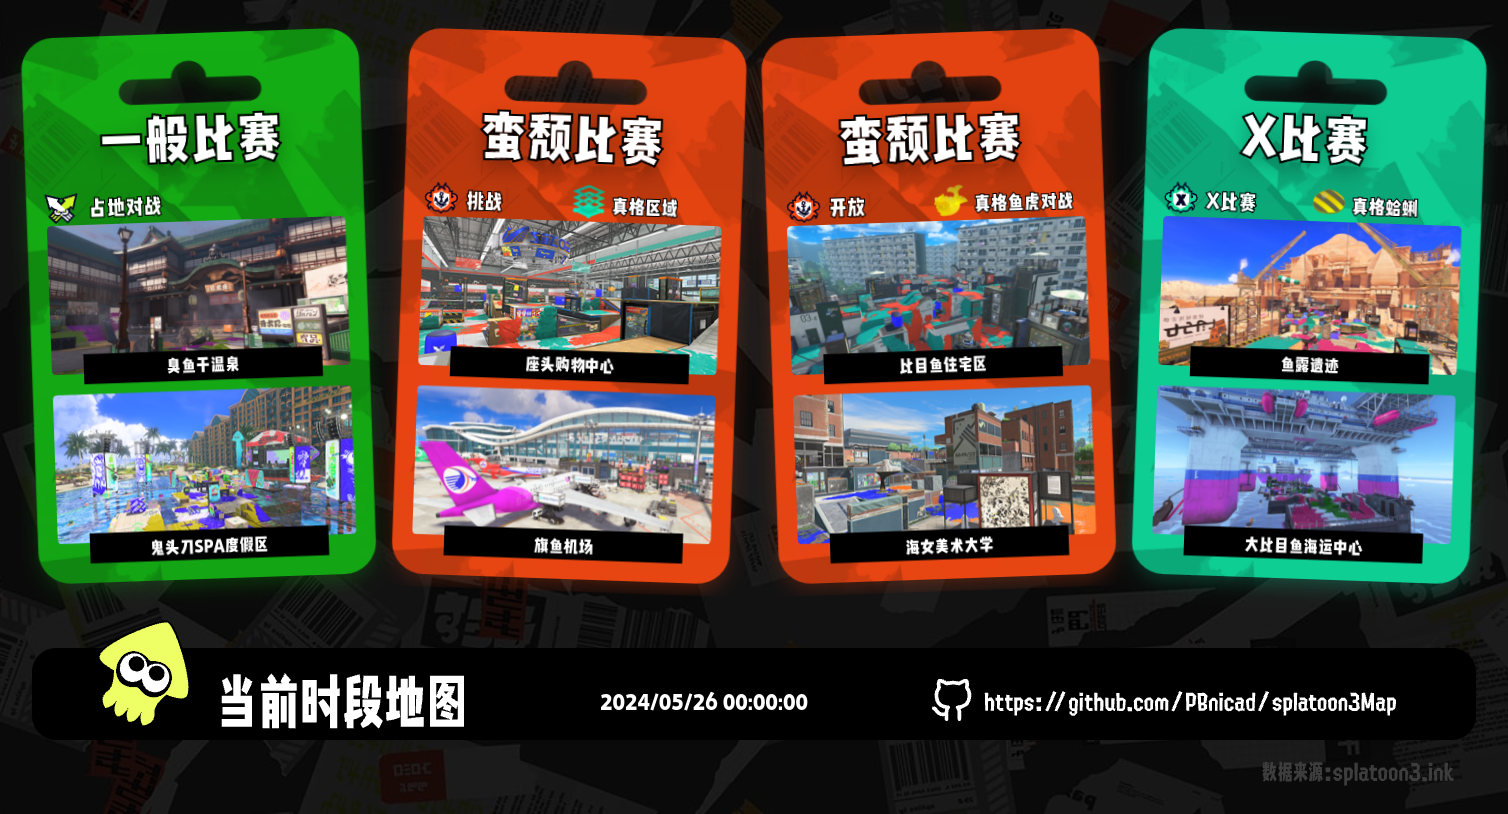 一般比赛
占地对战
臭鱼干温泉
鬼头刀SPA度假区
蛮颓比赛
挑战
真格区域
座头购物中心
旗鱼机场
蛮颓比赛
开放
真格鱼虎对战
比目鱼住宅区
海女美术大学
X比赛
X比赛
真格蛤蜊
鱼露遗迹
大比目鱼海运中心
当前时段地图
2024/05/26 00:00:00
https://github.com/PBnicad/splatoon3Map
数据来源:splatoon3.ink